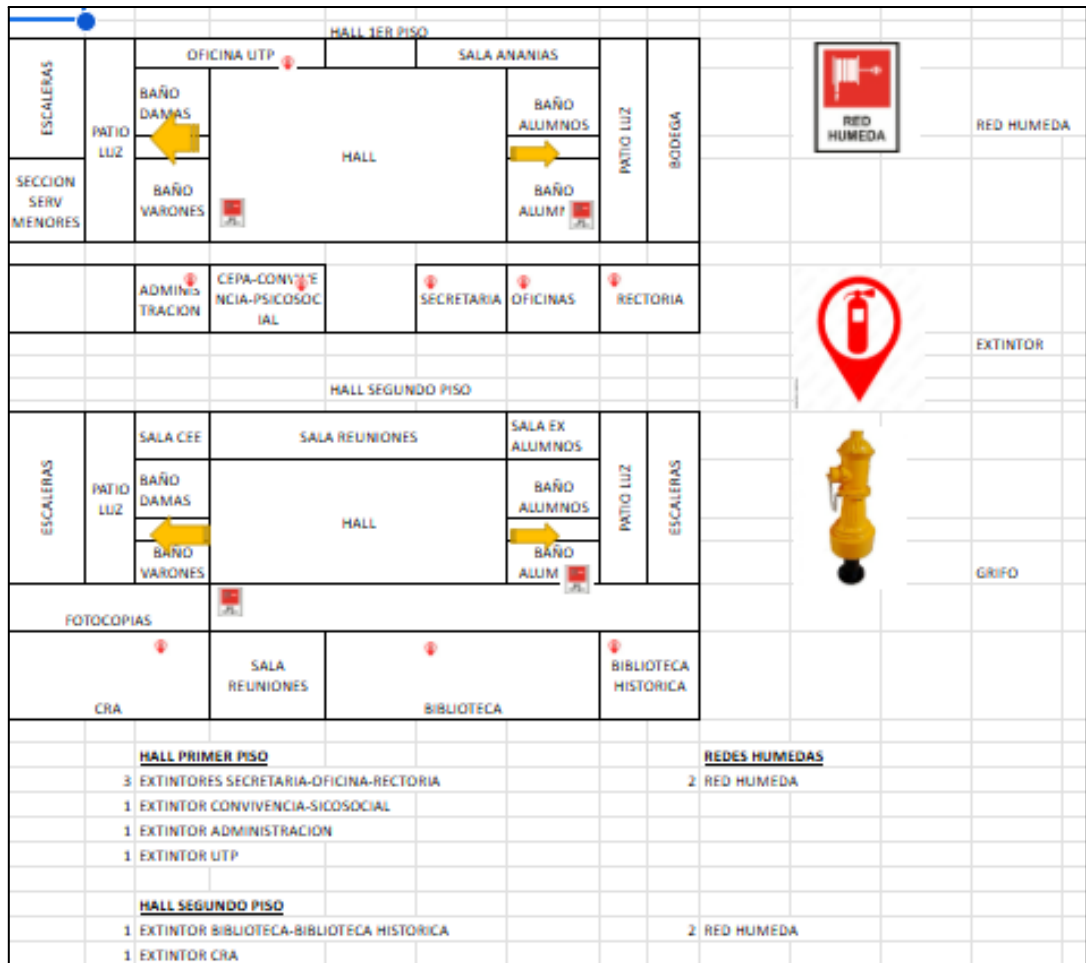 HALL 1ER PISO
ESCALERAS
PATIO
LUZ
OFICINA UTP
SALA ANANIAS
BAÑO
DAMAS
HALL
BAÑO
ALUMNOS
PATIO LUZ
BODEGA
RED
HUMEDA
RED HUMEDA
SECCION
SERV
MENORES
BAÑO
VARONES
BAÑO
ADMINIS
TRACION
NCIA-PSICOSOC
IAL
SECRETARIA
OFICINAS
RECTORIA
EXTINTOR
HALL SEGUNDO PISO
ESCALERAS
PATIO
LUZ
SALA CEE
SALA REUNIONES
SALA EX
ALUMNOS
BAÑO
DAMAS
HALL
BAÑO
ALUMNOS
PATIO LUZ
ESCALERAS
BAÑO
VARONES
BAÑO
ALUM
GRIFO
FOTOCOPIAS
CRA
SALA
REUNIONES
BIBLIOTECA
BIBLIOTECA
HISTORICA
HALL PRIMER PISO
REDES HUMEDAS
3 EXTINTORES SECRETARIA-OFICINA-RECTORIA
2 RED HUMEDA
1 EXTINTOR CONVIVENCIA-SICOSOCIAL
1 EXTINTOR ADMINISTRACION
1 EXTINTOR UTP
HALL SEGUNDO PISO
1 EXTINTOR BIBLIOTECA-BIBLIOTECA HISTORICA
2 RED HUMEDA
1 EXTINTOR CRA